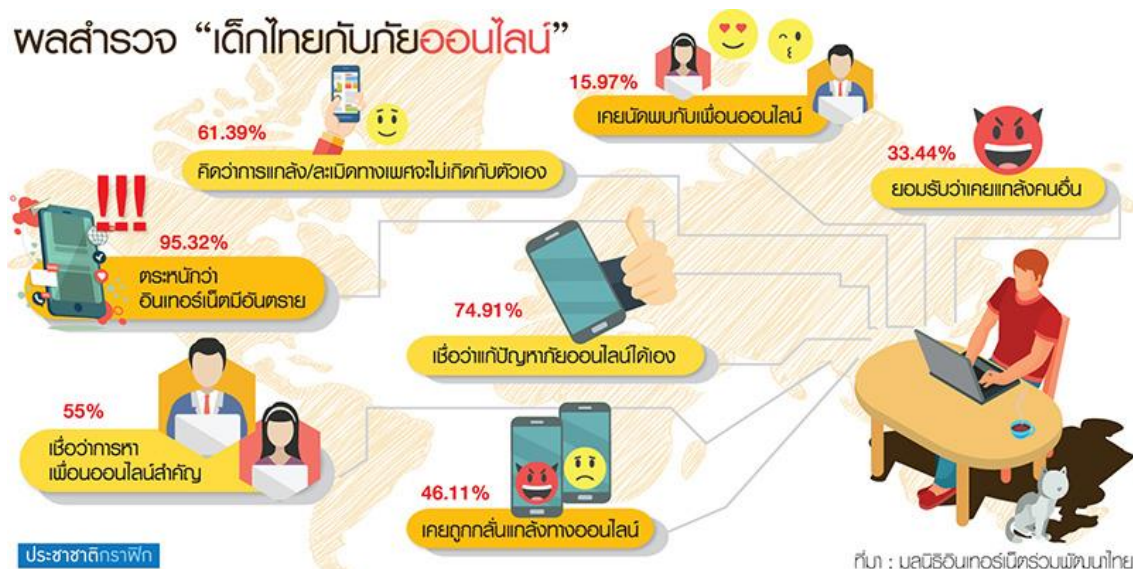 ผลสำรวจ “เด็กไทยกับภัยออนไลน์”
15.97%
เคยนัดพบกับเพื่อนออนไลน์
61.39%
คิดว่าการแกล้ง/ละเมิดทางเพศจะไม่เกิดกับตัวเอง
33.44%
ยอมรับว่าเคยแกล้งคนอื่น
!!!
95.32%
ตระหนักว่า
อินเทอร์เน็ตมีอันตราย
74.91%
เชื่อว่าแก้ปัญหาภัยออนไลน์ได้เอง
55%
เชื่อว่าการหา
เพื่อนออนไลน์สำคัญ
46.11%
เคยถูกกลั่นแกล้งทางออนไลน์
ประชาชาติกราฟิก
ที่มา : มูลนิธิอินเทอร์เน็ตร่วมพัฒนาไทย